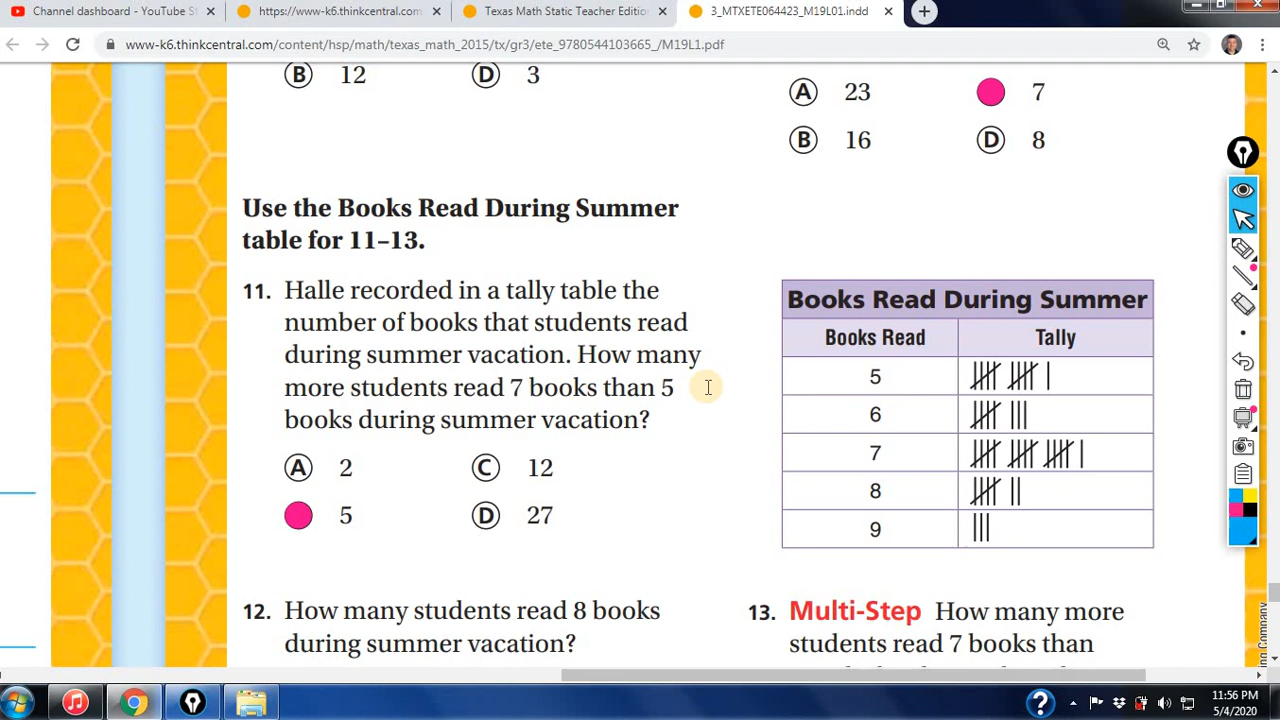 Channel dashboard - YouTube St
https://www-k6.thinkcentral.com
Texas Math Static Teacher Edition
3_MTXETE064423_M19L01.indd
www-k6.thinkcentral.com/content/hsp/math/texas_math_2015/tx/gr3/ete_9780544103665_/M19L1.pdf
B 12 D 3
A 23 7
B 16 D 8
Use the Books Read During Summer
table for 11–13.
11. Halle recorded in a tally table the
number of books that students read
during summer vacation. How many
more students read 7 books than 5
books during summer vacation?
A 2 C 12
5 D 27
Books Read During Summer
Books Read Tally
5
6
7
8
9
12. How many students read 8 books
during summer vacation?
13. Multi-Step How many more
students read 7 books than
ing Company
11:56 PM
5/4/2020